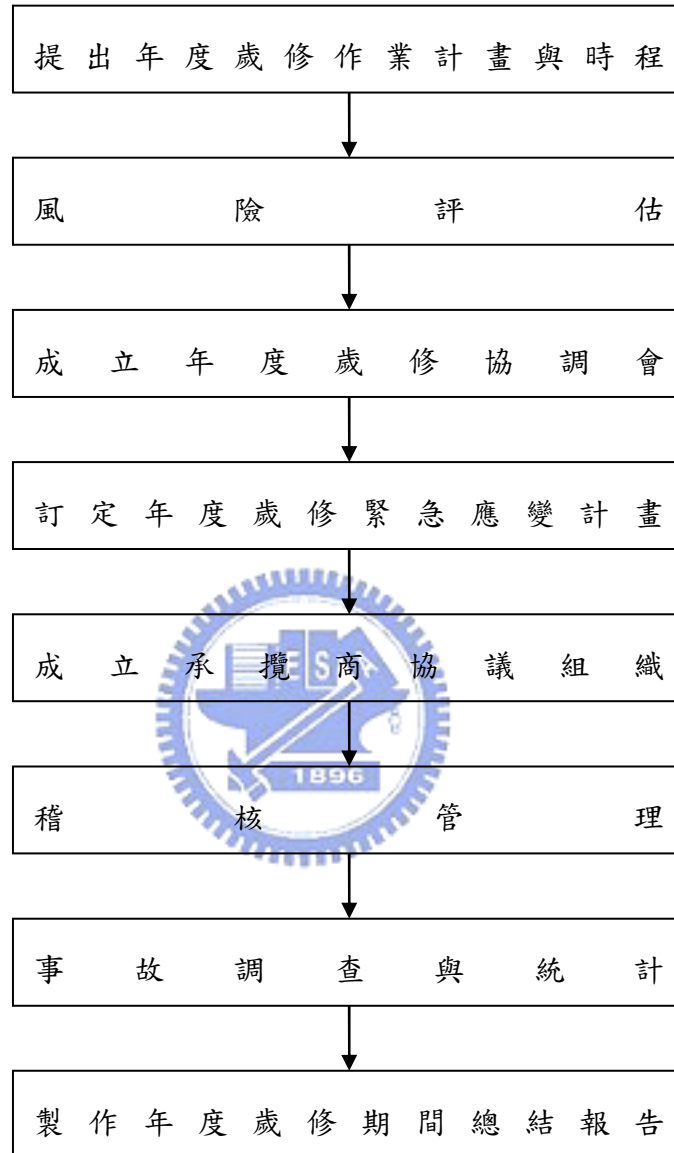 提出年度歲修作業計畫與時程
風險評估
成立年度歲修協調會
訂定年度歲修緊急應變計畫
成立承攬商協議組織
ESA
1896
稽核管理
事故調查與統計
製作年度歲修期間總結報告